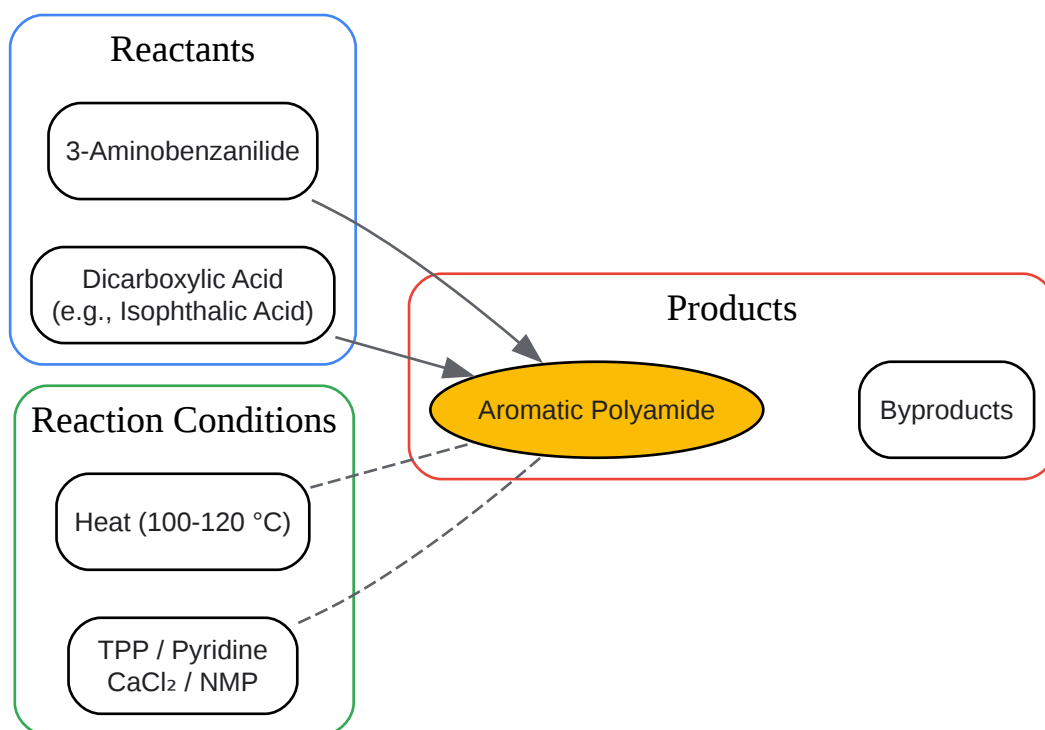 Reactants
3-Aminobenzanilide
Dicarboxylic Acid
(e.g., Isophthalic Acid)
Products
Aromatic Polyamide
Byproducts
Reaction Conditions
Heat (100-120 °C)
TPP / Pyridine
CaCl₂ / NMP